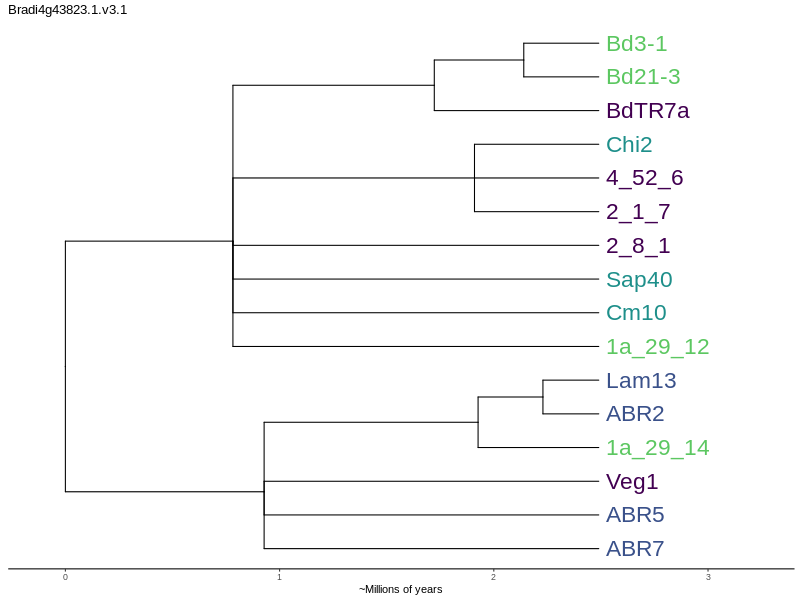 Bradi4g43823.1.v3.1
Bd3-1
Bd21-3
BdTR7a
Chi2
4_52_6
2_1_7
2_8_1
Sap40
Cm10
1a_29_12
Lam13
ABR2
1a_29_14
Veg1
ABR5
ABR7
0 1 2 3
~Millions of years